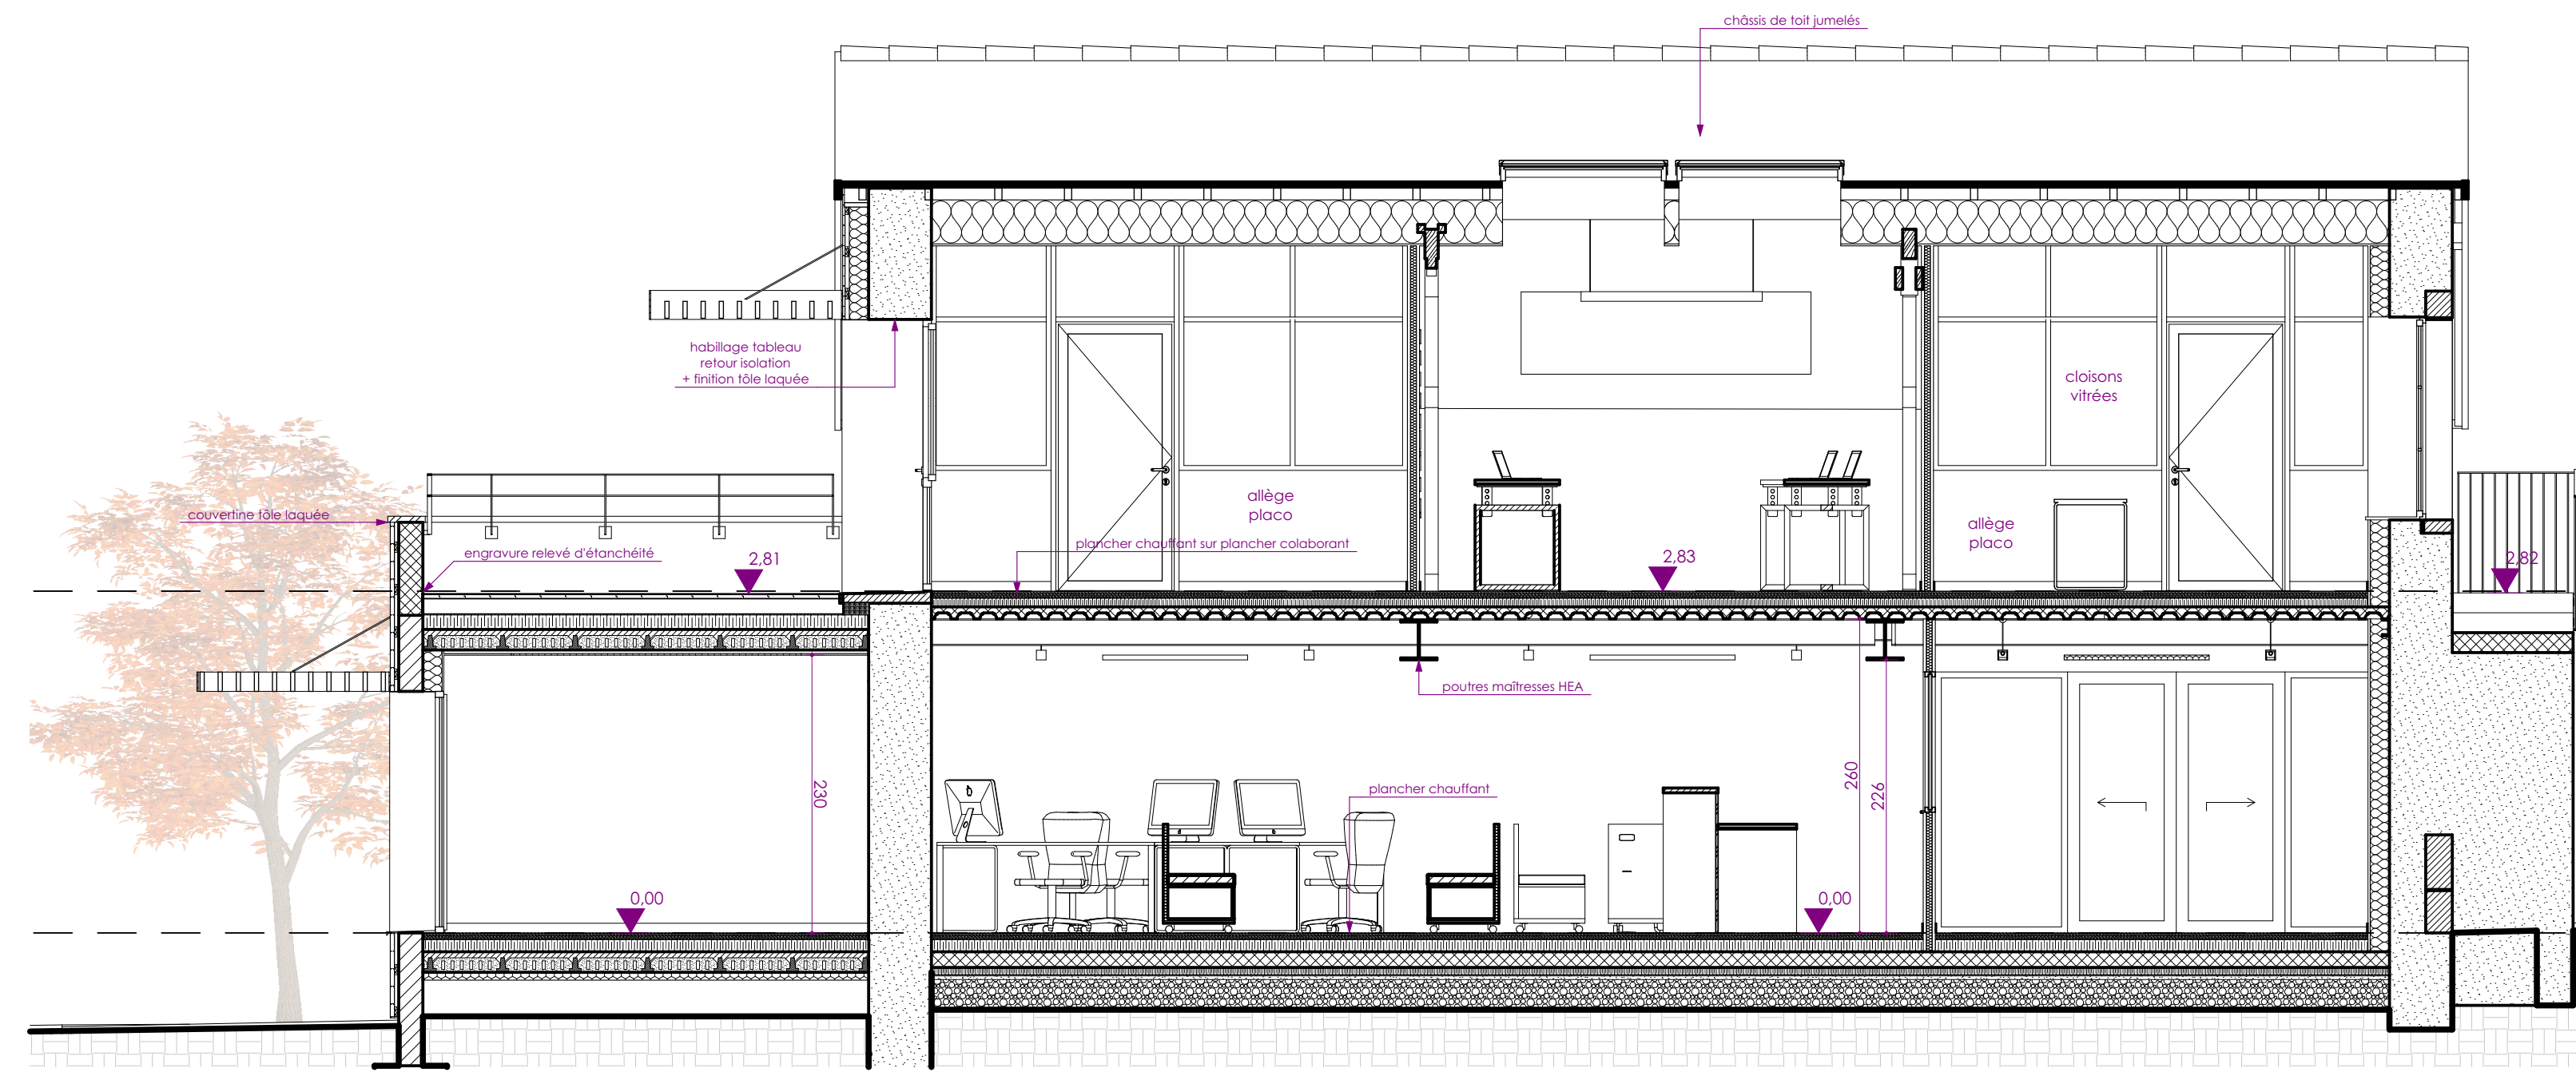 châssis de toit jumelés
habillage tableau
retour isolation
+ finition tôle laquée
cloisons
vitrées
couvertine tôle laquée
allège
placo
allège
placo
engravure relevé d'étanchéité
plancher chauffant sur plancher colaborant
2,81
2,83
2,82
poutres maîtresses HEA
230
plancher chauffant
260
226
0,00
0,00